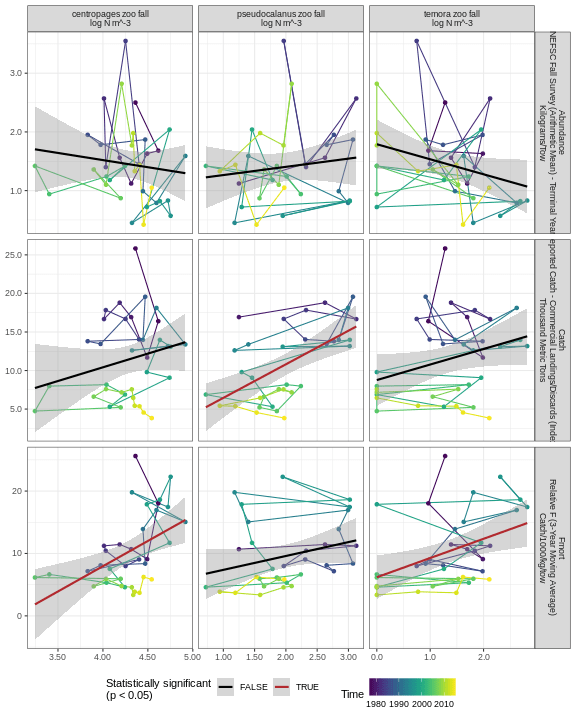 centropages zoo fall
log N m^-3
pseudocalanus zoo fall
log N m^-3
temora zoo fall
log N m^-3
3.0
2.0
1.0
Abundance
NEFSC Fall Survey (Arithmetic Mean) - Terminal Year
Kilograms/tow
25.0
20.0
15.0
10.0
5.0
Catch
eported Catch - Commercial Landings/Discards (Inde
Thousand Metric Tons
20
10
0
Fmort
Relative F (3-Year Moving Average)
Catch/1000/kg/tow
3.50 4.00 4.50 5.00
1.00 1.50 2.00 2.50 3.00
0.0 1.0 2.0
Statistically significant
(p < 0.05)
FALSE
TRUE
Time
1980 1990 2000 2010